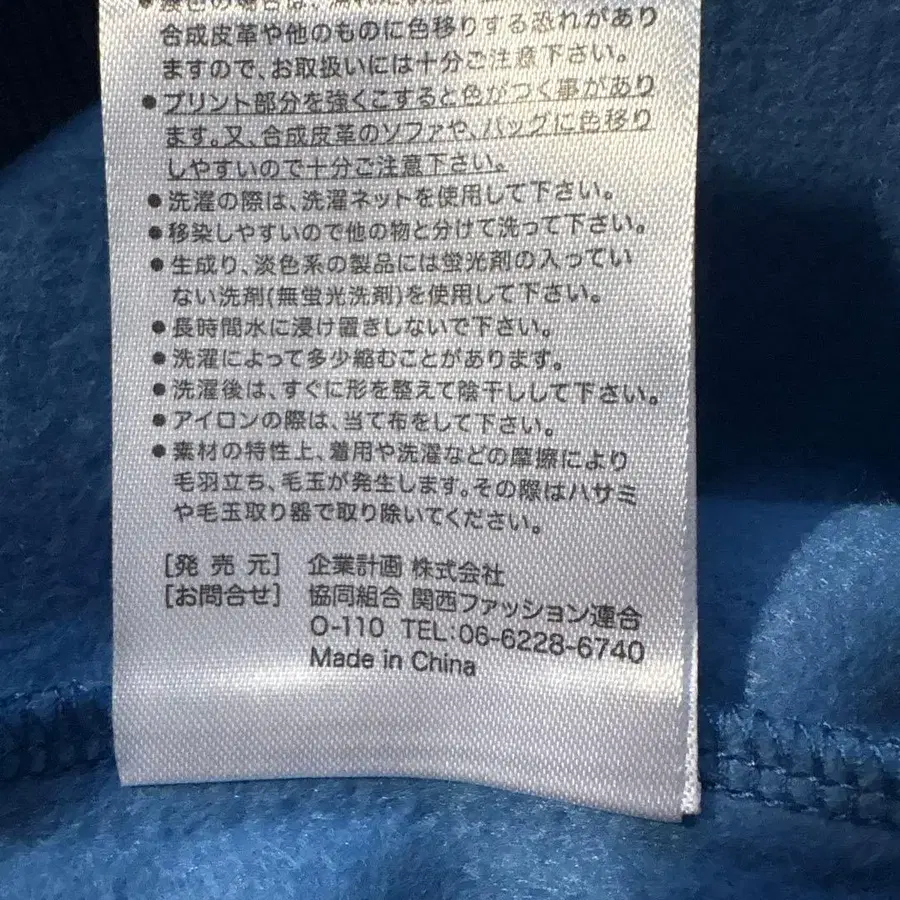 合成皮革や他のものに色移りする恐れがあり
ますので、お取扱いには十分ご注意下さい。
●プリント部分を強くこすると色がつく事があり
ます。又、合成皮革のソファや、バッグに色移り
しやすいので十分ご注意下さい。
●洗濯の際は、洗濯ネットを使用して下さい。
●移染しやすいので他の物と分けて洗って下さい。
●生成り、淡色系の製品には蛍光剤の入ってい
ない洗剤(無蛍光洗剤)を使用して下さい。
●長時間水に浸け置きしないで下さい。
●洗濯によって多少縮むことがあります。
●洗濯後は、すぐに形を整えて陰干しして下さい。
●アイロンの際は、当て布をして下さい。
●素材の特性上、着用や洗濯などの摩擦により
毛羽立ち、毛玉が発生します。その際はハサミ
や毛玉取り器で取り除いてください。
[発 売 元] 企業計画 株式会社
[お問合せ] 協同組合 関西ファッション連合
O-110 TEL:06-6228-6740
Made in China